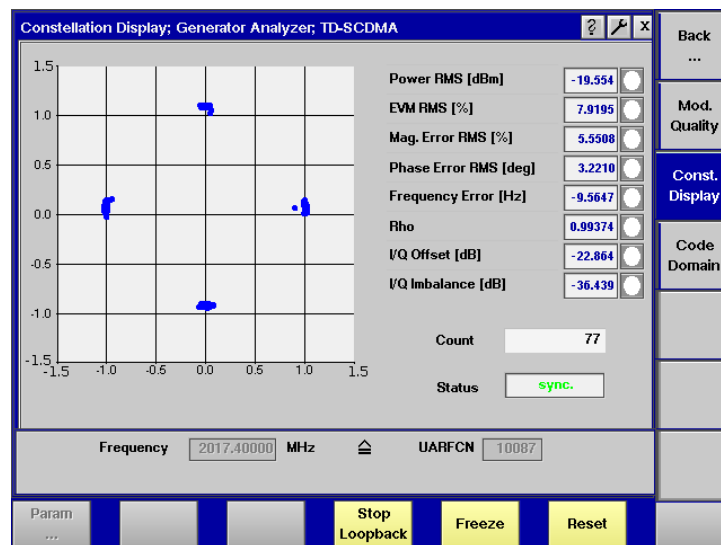 Constellation Display; Generator Analyzer; TD-SCDMA
? x
Back
...
1.5
1.0
0.5
0.0
-0.5
-1.0
-1.5
-1.5 -1.0 -0.5 0.0 0.5 1.0 1.5
Power RMS [dBm] -19.554
EVM RMS [%] 7.9195
Mag. Error RMS [%] 5.5508
Phase Error RMS [deg] 3.2210
Frequency Error [Hz] -9.5647
Rho 0.99374
I/Q Offset [dB] -22.864
I/Q Imbalance [dB] -36.439
Count 77
Status sync.
Mod.
Quality
Const.
Display
Code
Domain
Frequency 2017.40000 MHz ≙ UARFCN 10087
Param
...
Stop
Loopback
Freeze
Reset